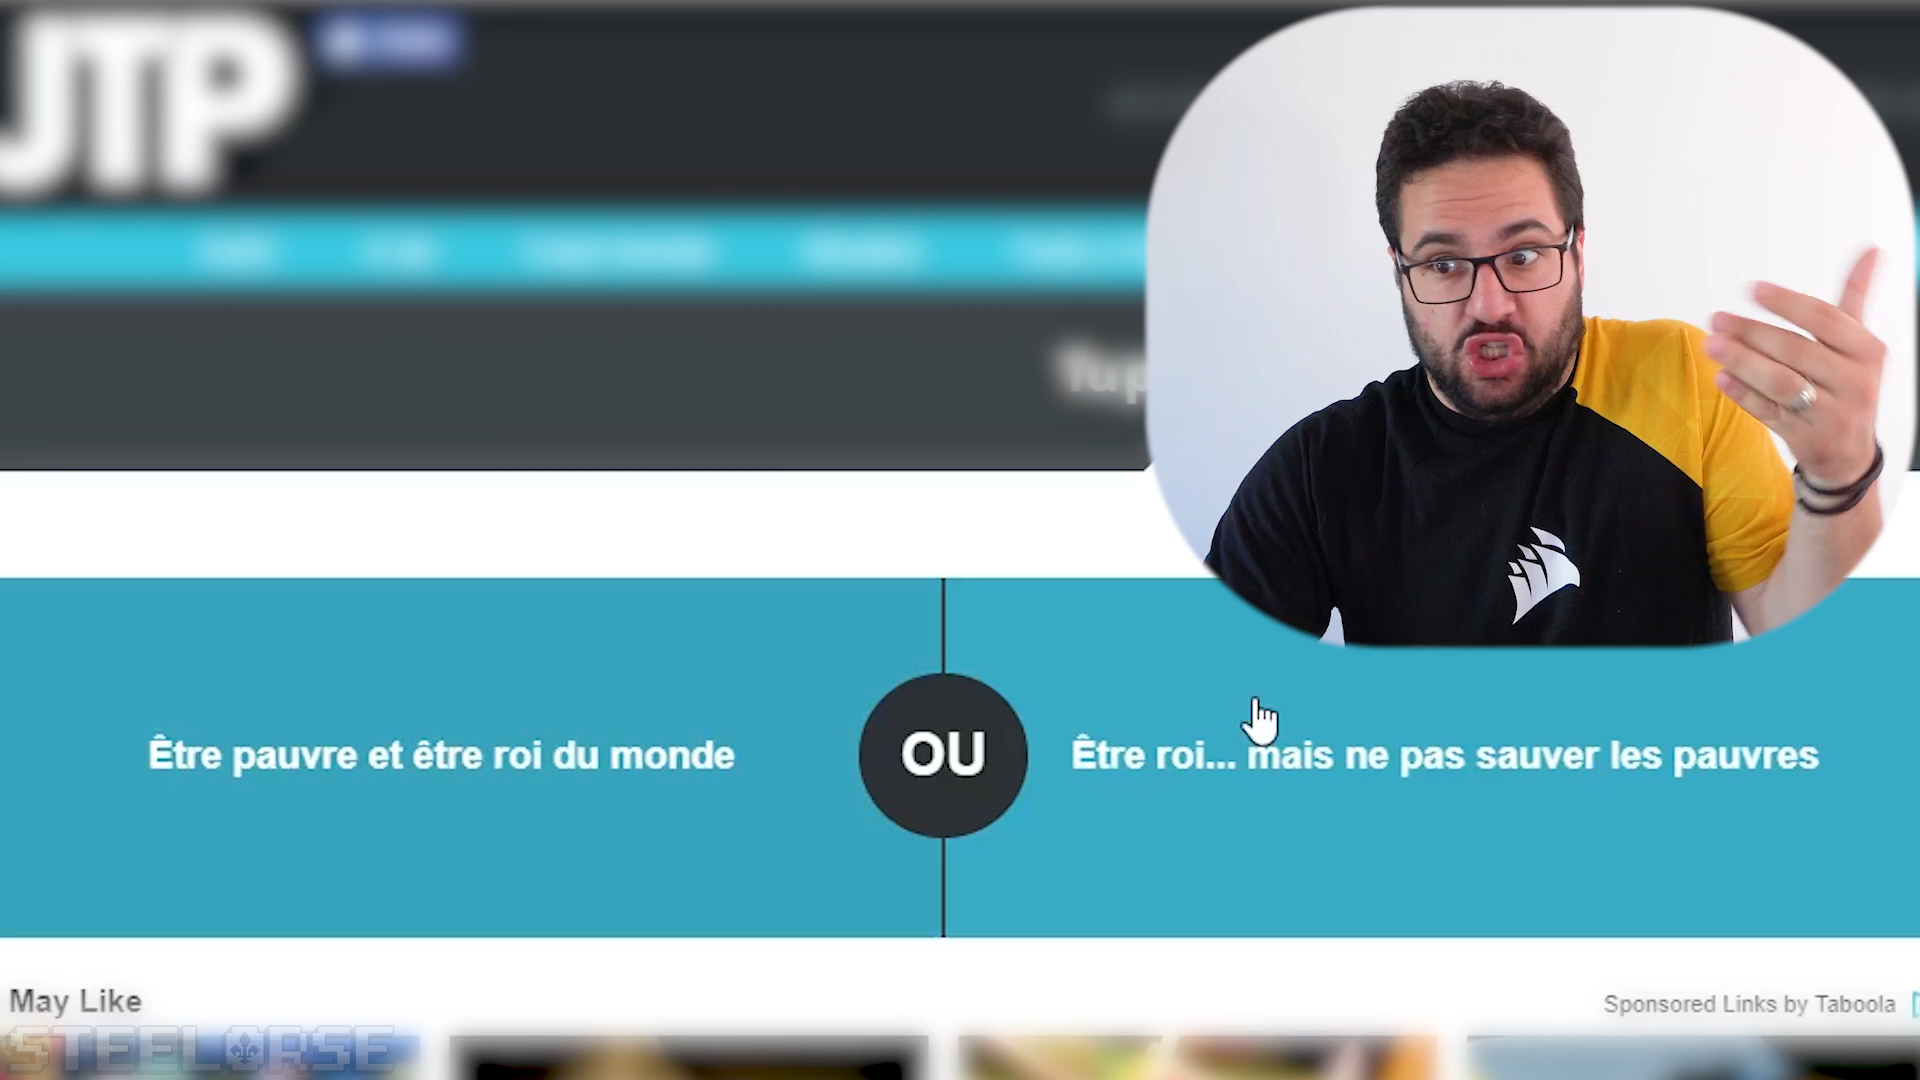 JTP
Tu p
Être pauvre et être roi du monde
OU
Être roi... mais ne pas sauver les pauvres
May Like
Sponsored Links by Taboola
STEELORSE